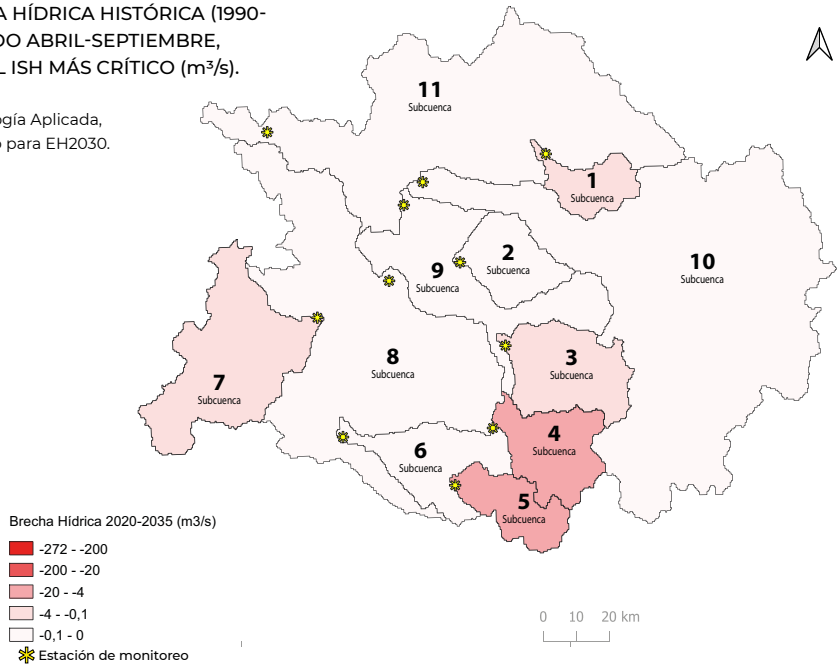 A HÍDRICA HISTÓRICA (1990-
DO ABRIL-SEPTIEMBRE,
L ISH MÁS CRÍTICO (m³/s).
gía Aplicada,
o para EH2030.
11
Subcuenca
1
Subcuenca
2
Subcuenca
10
Subcuenca
9
Subcuenca
8
Subcuenca
3
Subcuenca
7
Subcuenca
4
Subcuenca
6
Subcuenca
5
Subcuenca
Brecha Hídrica 2020-2035 (m3/s)
-272 - -200
-200 - -20
-20 - -4
-4 - -0,1
-0,1 - 0
Estación de monitoreo
0 10 20 km